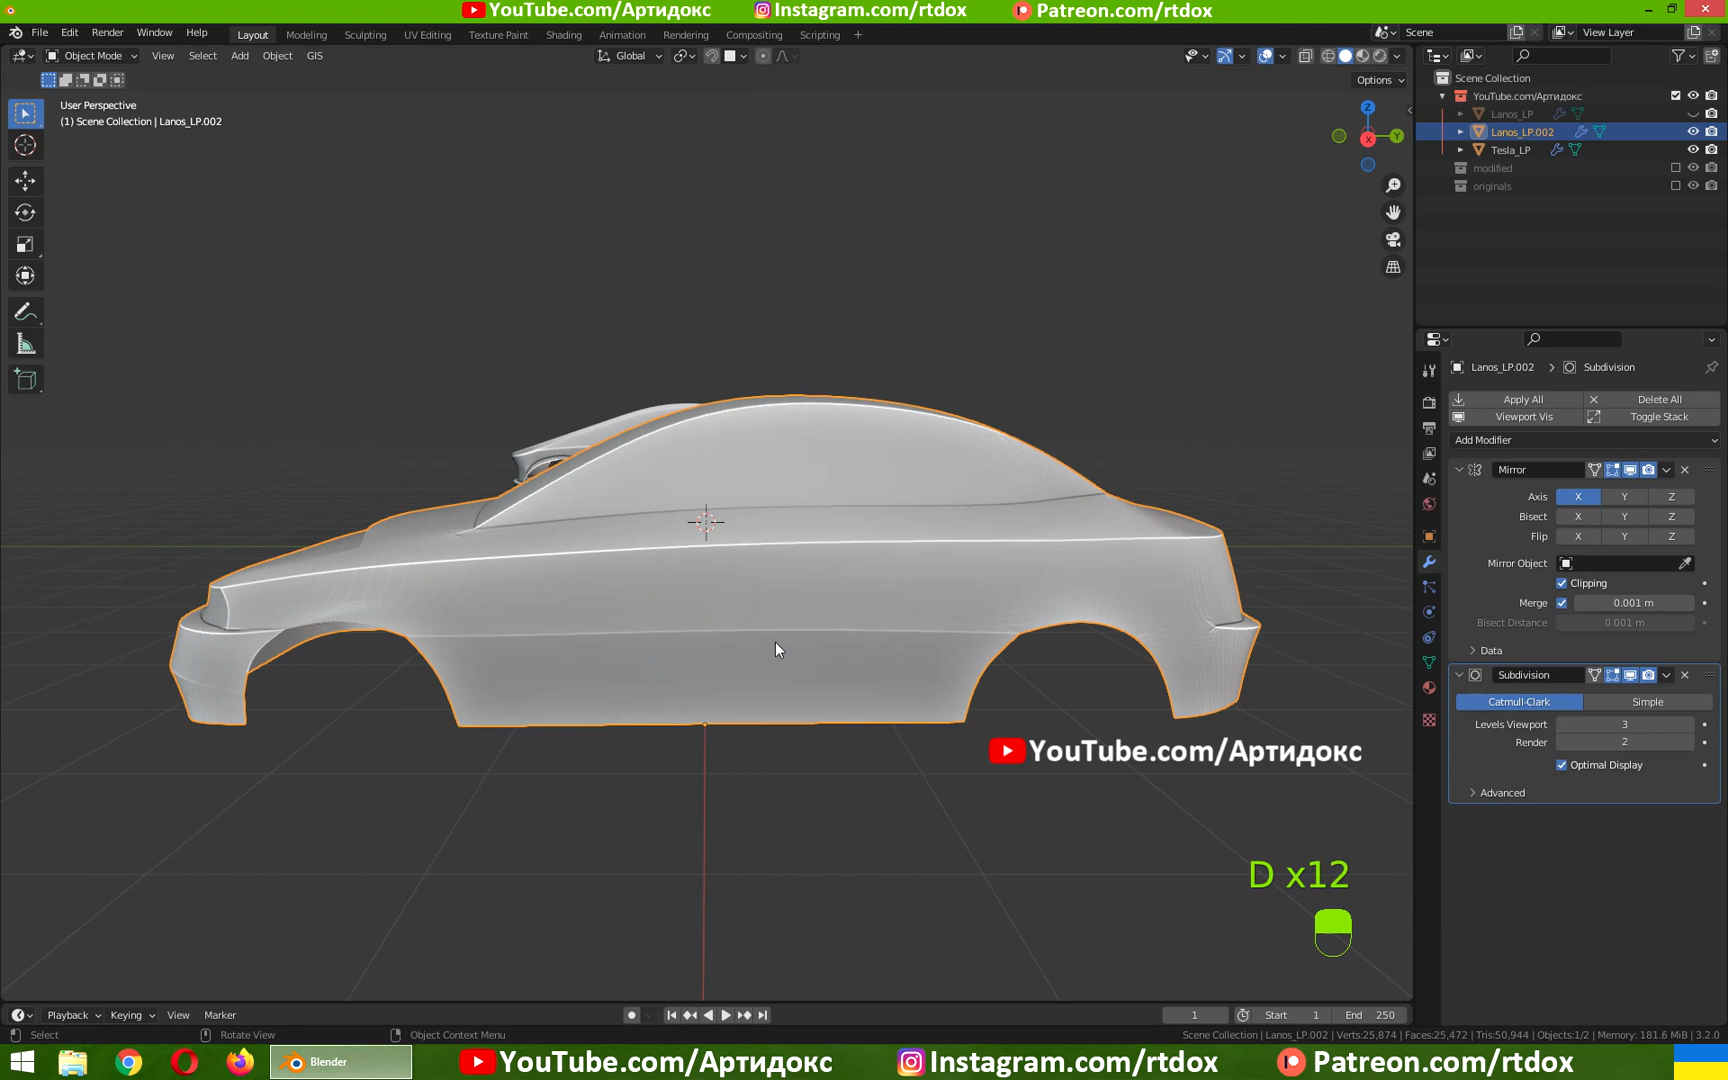 YouTube.com/Артидокс Instagram.com/rtdox Patreon.com/rtdox
File Edit Render Window Help Layout Modeling Sculpting UV Editing Texture Paint Shading Animation Rendering Compositing Scripting + Scene View Layer
Object Mode View Select Add Object GIS Global
Options
User Perspective
(1) Scene Collection | Lanos_LP.002
Z
Y
X
Scene Collection
YouTube.com/Артидокс
Lanos_LP
Lanos_LP.002
Tesla_LP
modified
originals
Lanos_LP.002 > Subdivision
Apply All Delete All
Viewport Vis Toggle Stack
Add Modifier
Mirror
Axis X Y Z
Bisect X Y Z
Flip X Y Z
Mirror Object
Clipping
Merge 0.001 m
Bisect Distance 0.001 m
Data
Subdivision
Catmull-Clark Simple
Levels Viewport 3
Render 2
Optimal Display
Advanced
YouTube.com/Артидокс
D x12
Playback Keying View Marker 1 Start 1 End 250
Select Rotate View Object Context Menu Scene Collection | Lanos_LP.002 | Verts:25,874 | Faces:25,472 | Tris:50,944 | Objects:1/2 | Memory: 181.6 MiB | 3.2.0
Blender YouTube.com/Артидокс Instagram.com/rtdox Patreon.com/rtdox